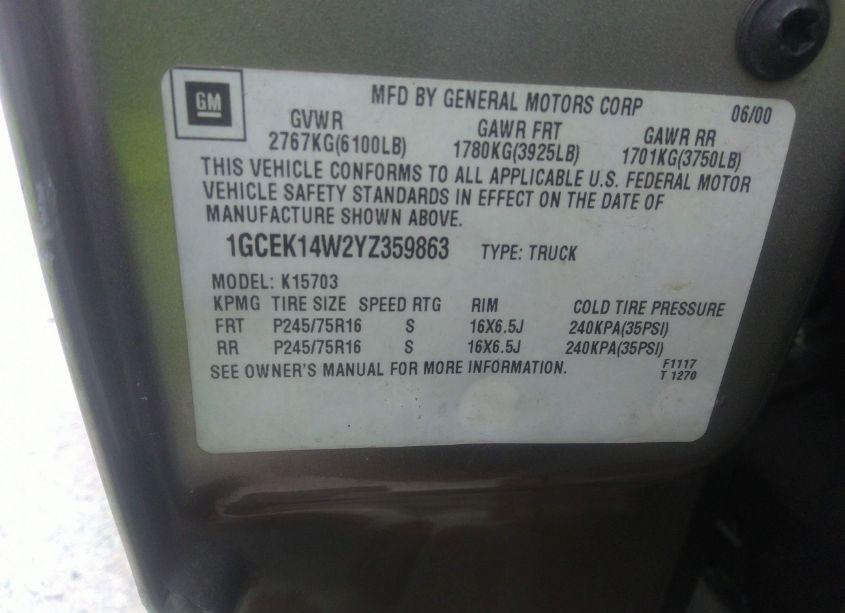 GM
MFD BY GENERAL MOTORS CORP 06/00
GVWR GAWR FRT GAWR RR
2767KG(6100LB) 1780KG(3925LB) 1701KG(3750LB)
THIS VEHICLE CONFORMS TO ALL APPLICABLE U.S. FEDERAL MOTOR
VEHICLE SAFETY STANDARDS IN EFFECT ON THE DATE OF
MANUFACTURE SHOWN ABOVE.
1GCEK14W2YZ359863 TYPE: TRUCK
MODEL: K15703
KPMG TIRE SIZE SPEED RTG RIM COLD TIRE PRESSURE
FRT P245/75R16 S 16X6.5J 240KPA(35PSI)
RR P245/75R16 S 16X6.5J 240KPA(35PSI)
SEE OWNER'S MANUAL FOR MORE INFORMATION.
F1117
T 1270